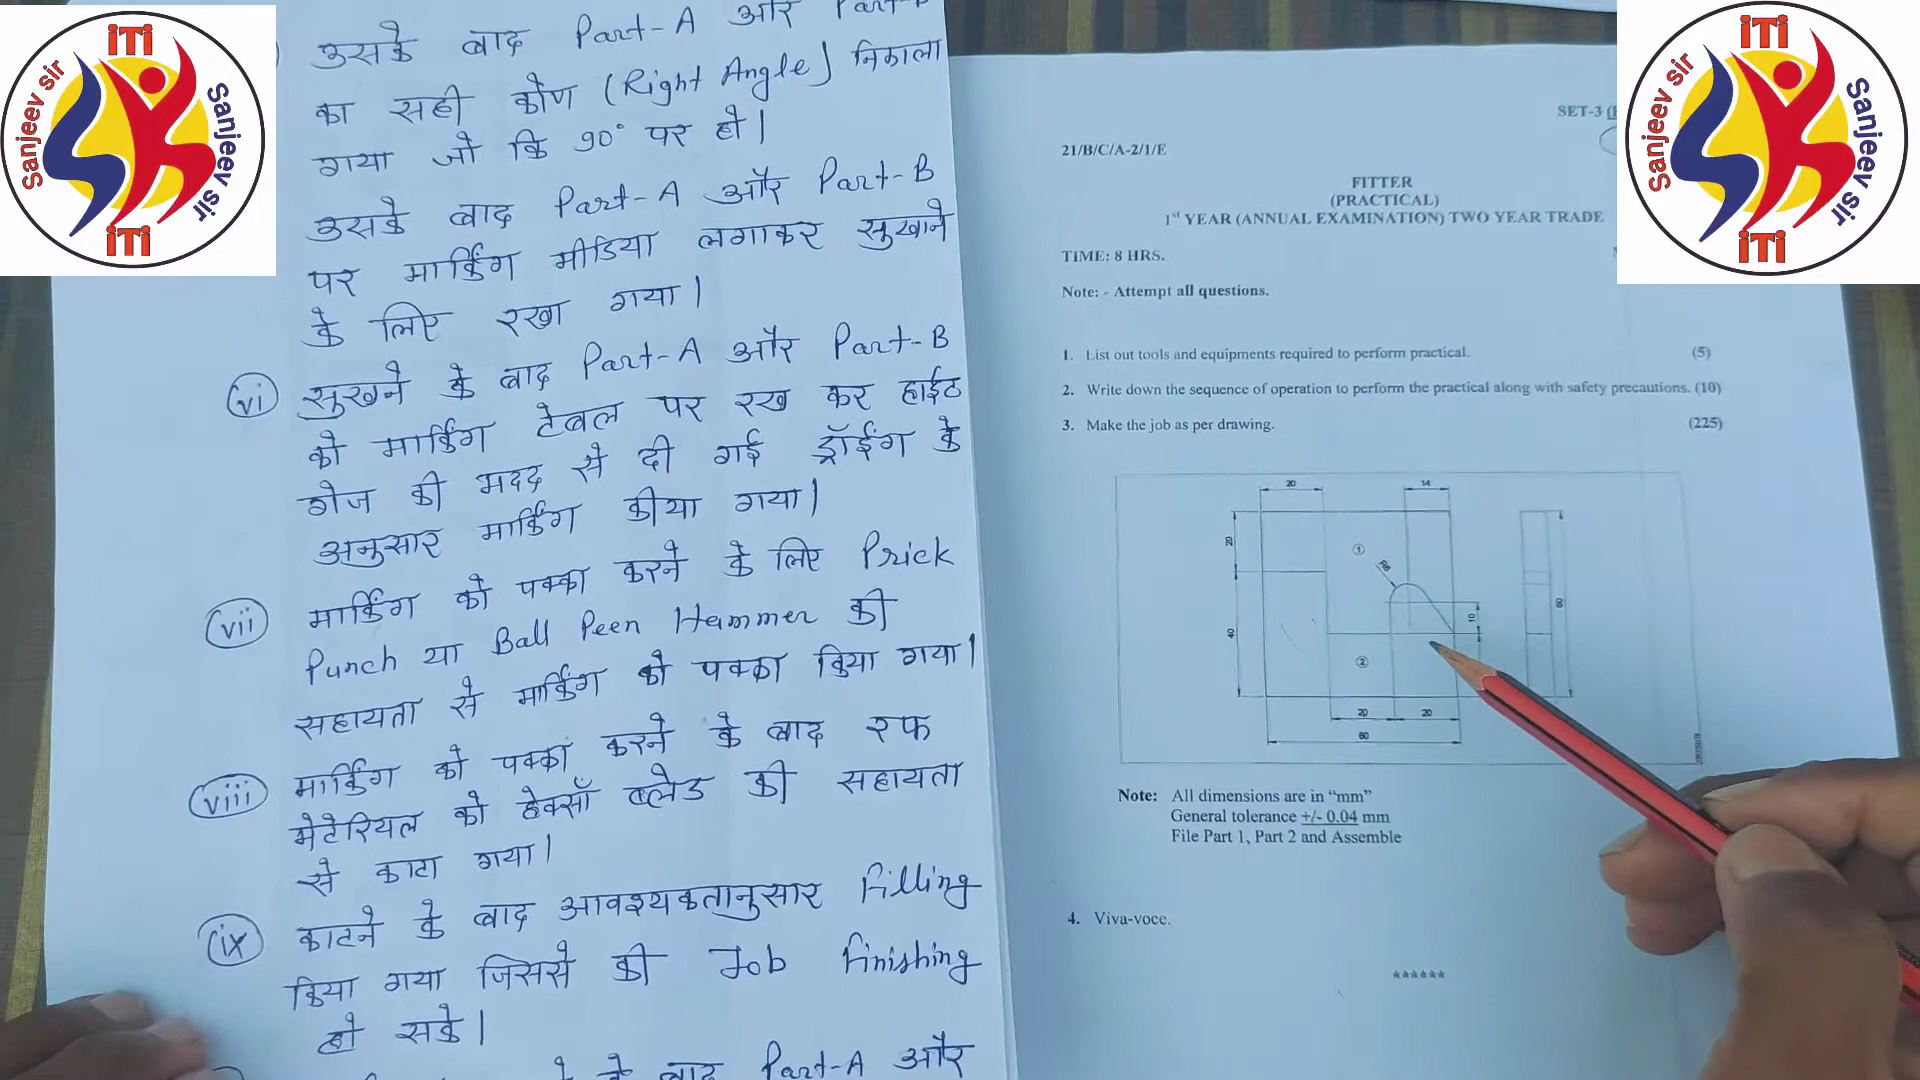 iTi
Sanjeev sir
Sanjeev sir
iTi
iTi
Sanjeev sir
Sanjeev sir
iTi
उसके बाद Part-A और Part-B
का सही कोण (Right Angle) निकाला
गया जो कि 90° पर हो।
उसके बाद Part-A और Part-B
पर मार्किंग मीडिया लगाकर सुखाने
के लिए रखा गया।
(vi) सुखने के बाद Part-A और Part-B
को मार्किंग टेबल पर रख कर हाईट
गेज की मदद से दी गई ड्रॉईंग के
अनुसार मार्किंग कीया गया।
(vii) मार्किंग को पक्का करने के लिए Prick
Punch या Ball Peen Hammer की
सहायता से मार्किंग को पक्का किया गया।
(viii) मार्किंग को पक्का करने के बाद रफ
मेटेरियल को हेक्सॉ ब्लेड की सहायता
से काटा गया।
(ix) काटने के बाद आवश्यकतानुसार Filling
किया गया जिससे की Job Finishing
हो सके।
के बाद Part-A और
SET-3
21/B/C/A-2/1/E
FITTER
(PRACTICAL)
1st YEAR (ANNUAL EXAMINATION) TWO YEAR TRADE
TIME: 8 HRS.
Note: - Attempt all questions.
1. List out tools and equipments required to perform practical. (5)
2. Write down the sequence of operation to perform the practical along with safety precautions. (10)
3. Make the job as per drawing. (225)
20 14
20
①
R6
10
60
40
②
20 20
60
Note: All dimensions are in “mm”
General tolerance +/- 0.04 mm
File Part 1, Part 2 and Assemble
4. Viva-voce.
******